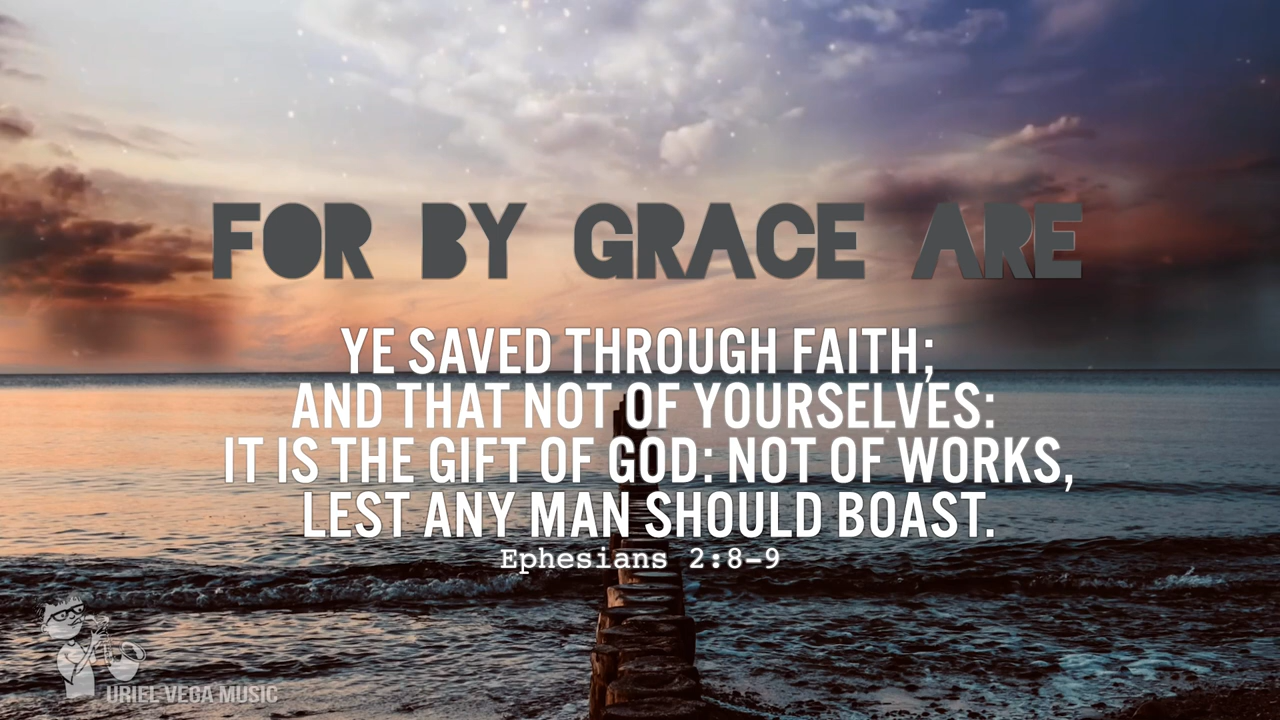 FOR BY GRACE ARE
YE SAVED THROUGH FAITH;
AND THAT NOT OF YOURSELVES:
IT IS THE GIFT OF GOD: NOT OF WORKS,
LEST ANY MAN SHOULD BOAST.
Ephesians 2:8-9
URIEL VEGA MUSIC